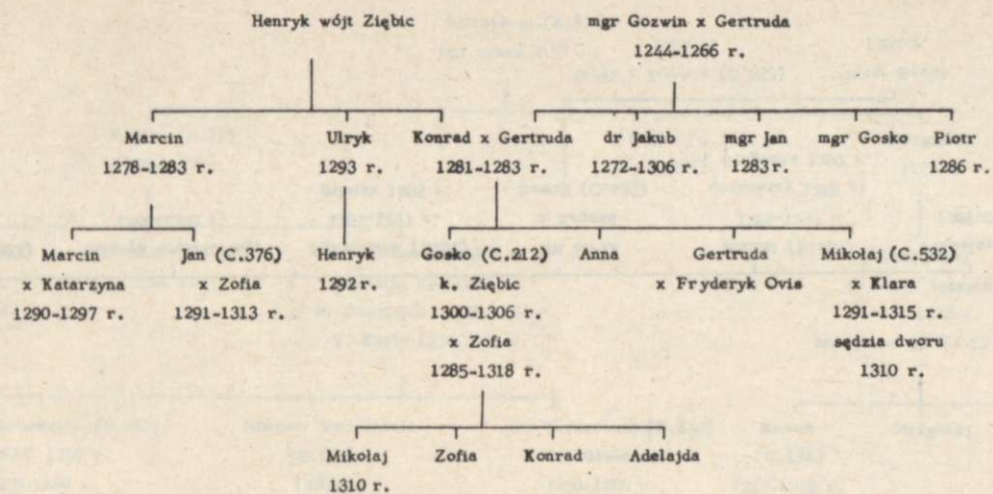 Henryk wójt Ziębic mgr Gozwin x Gertruda
1244-1266 r.
Marcin Ulryk Konrad x Gertruda dr Jakub mgr Jan mgr Gosko Piotr
1278-1283 r. 1293 r. 1281-1283 r. 1272-1306 r. 1283 r. 1286 r.
Marcin Jan (C.376) Henryk Gosko (C.212) Anna Gertruda Mikołaj (C.532)
x Katarzyna x Zofia 1292 r. k. Ziębic x Fryderyk Ovis x Klara
1290-1297 r. 1291-1313 r. 1300-1306 r. 1291-1315 r.
x Zofia sędzia dworu
1285-1318 r. 1310 r.
Mikołaj Zofia Konrad Adelajda
1310 r.